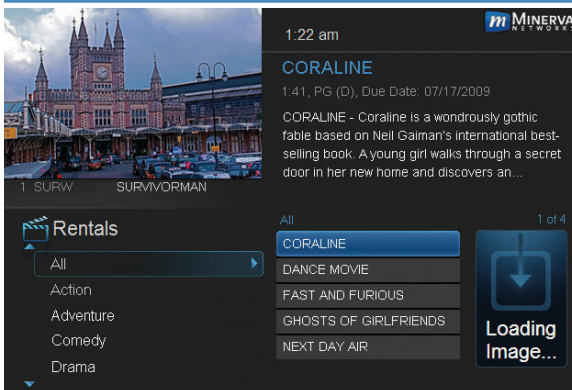 1:22 am
MINERVA
NETWORKS
CORALINE
1:41, PG (D), Due Date: 07/17/2009
CORALINE - Coraline is a wondrously gothic
fable based on Neil Gaiman's international best-
selling book. A young girl walks through a secret
door in her new home and discovers an...
1 SURW SURVIVORMAN
Rentals
All
Action
Adventure
Comedy
Drama
All 1 of 4
CORALINE
DANCE MOVIE
FAST AND FURIOUS
GHOSTS OF GIRLFRIENDS
NEXT DAY AIR
Loading
Image...